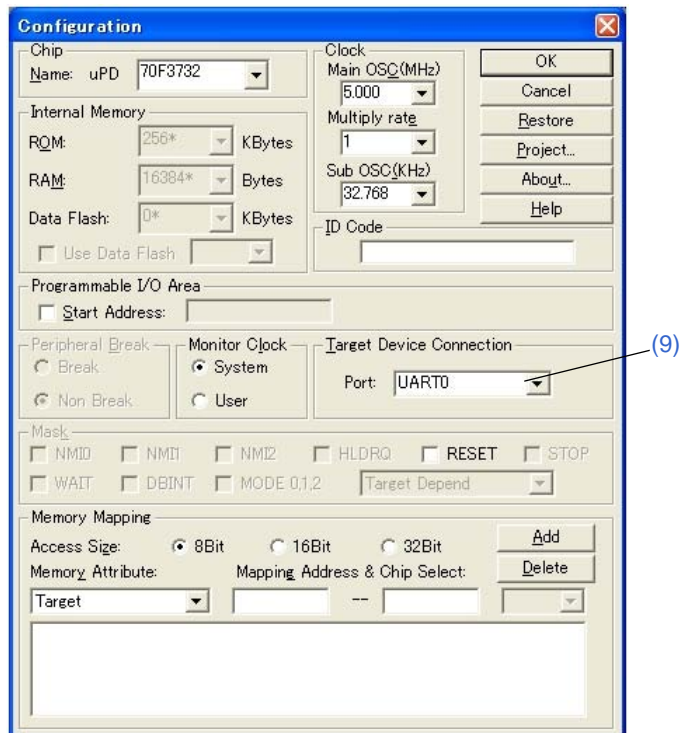 Configuration
Chip
Name: uPD 70F3732
Clock
Main OSC(MHz)
5.000
Multiply rate
1
Sub OSC(KHz)
32.768
OK
Cancel
Restore
Project...
About...
Help
Internal Memory
ROM: 256* KBytes
RAM: 16384* Bytes
Data Flash: 0* KBytes
Use Data Flash
ID Code
Programmable I/O Area
Start Address:
Peripheral Break
Break
Non Break
Monitor Clock
System
User
Target Device Connection
Port: UART0
(9)
Mask
NMI0 NMI1 NMI2 HLDRQ RESET STOP
WAIT DBINT MODE 0,1,2 Target Depend
Memory Mapping
Access Size: 8Bit 16Bit 32Bit
Add
Memory Attribute: Mapping Address & Chip Select:
Delete
Target --